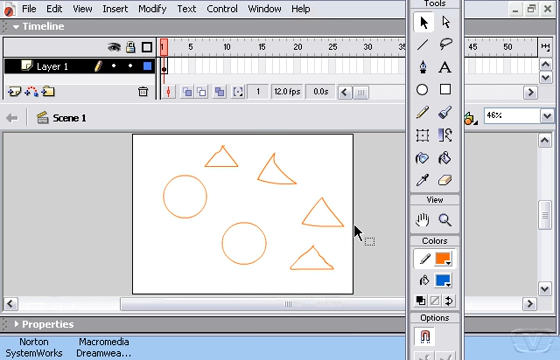 File Edit View Insert Modify Text Control Window Help
Tools
Timeline
1 5 10 15 20 25 30 35 45 50
Layer 1
1 12.0 fps 0.0s
Scene 1
46%
A
View
Colors
Options
Properties
Norton SystemWorks
Macromedia Dreamwea...